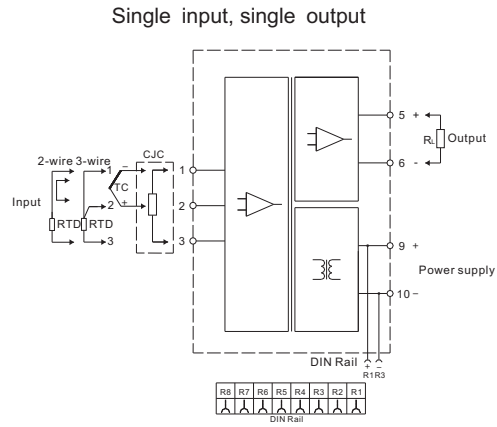 Single input, single output
2-wire 3-wire
CJC
1 −
TC
2 +
3
Input
RTD
RTD
1
2
3
5 +
6 -
RL
Output
9 +
10 −
Power supply
DIN Rail
+ −
R1 R3
R8 R7 R6 R5 R4 R3 R2 R1
DIN Rail